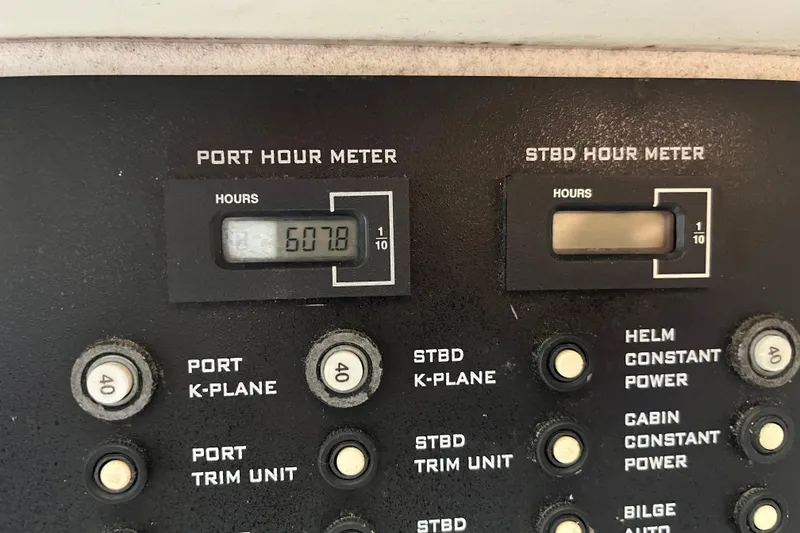 PORT HOUR METER
HOURS
607.8
1/10
STBD HOUR METER
HOURS
1/10
40
PORT
K-PLANE
40
STBD
K-PLANE
HELM
CONSTANT
POWER
40
PORT
TRIM UNIT
STBD
TRIM UNIT
CABIN
CONSTANT
POWER
STBD
BILGE
AUTO